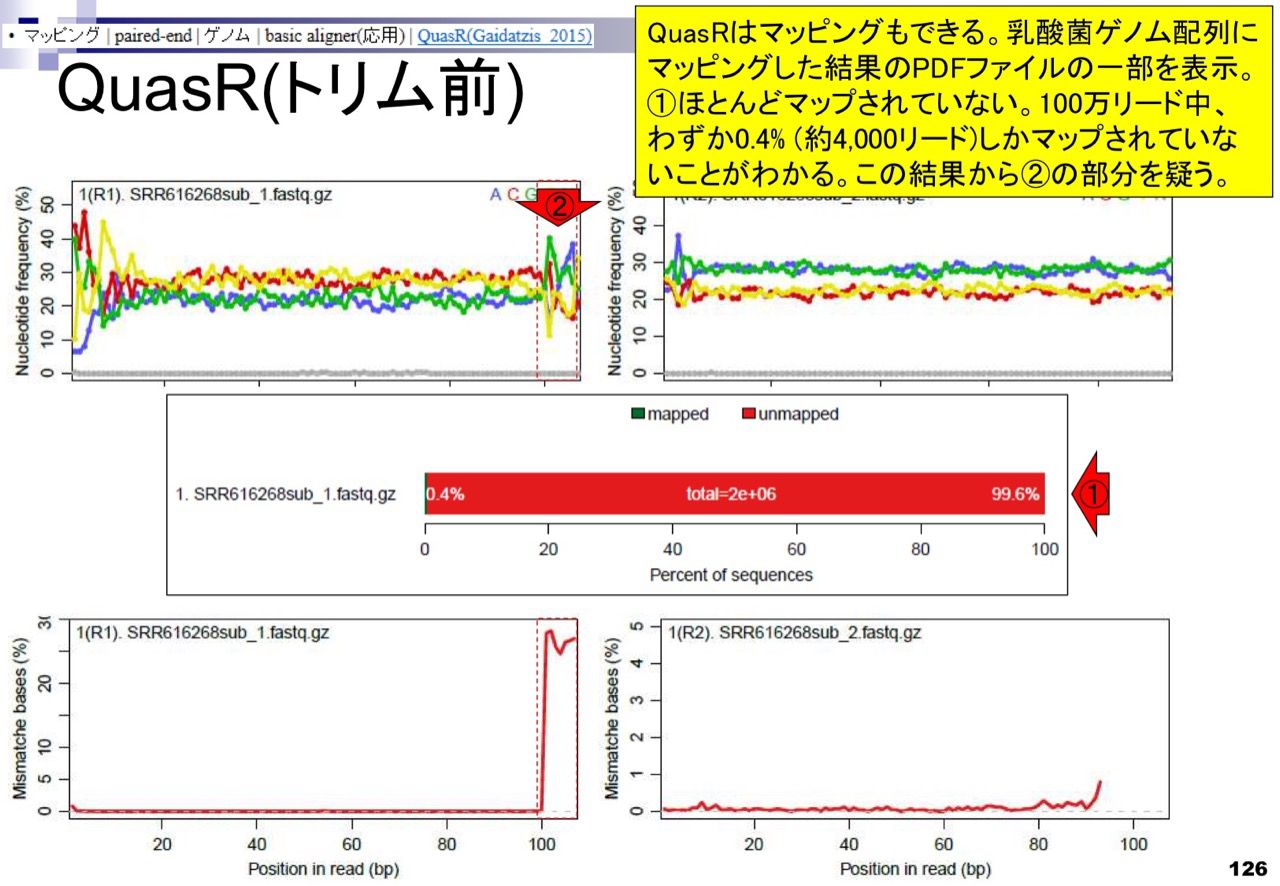 • マッピング | paired-end | ゲノム | basic aligner(応用) | QuasR(Gaidatzis_2015)
QuasR(トリム前)
QuasRはマッピングもできる。乳酸菌ゲノム配列に
マッピングした結果のPDFファイルの一部を表示。
①ほとんどマップされていない。100万リード中、
わずか0.4% (約4,000リード)しかマップされていな
いことがわかる。この結果から②の部分を疑う。
1(R1). SRR616268sub_1.fastq.gz
A C G
②
Nucleotide frequency (%)
50
40
30
20
10
0
Nucleotide frequency (%)
40
30
20
10
0
mapped unmapped
1. SRR616268sub_1.fastq.gz
0.4% total=2e+06 99.6%
①
0 20 40 60 80 100
Percent of sequences
1(R1). SRR616268sub_1.fastq.gz
Mismatche bases (%)
20
10
5
0
20 40 60 80 100
Position in read (bp)
1(R2). SRR616268sub_2.fastq.gz
Mismatche bases (%)
5
4
3
2
1
0
20 40 60 80 100
Position in read (bp)
126